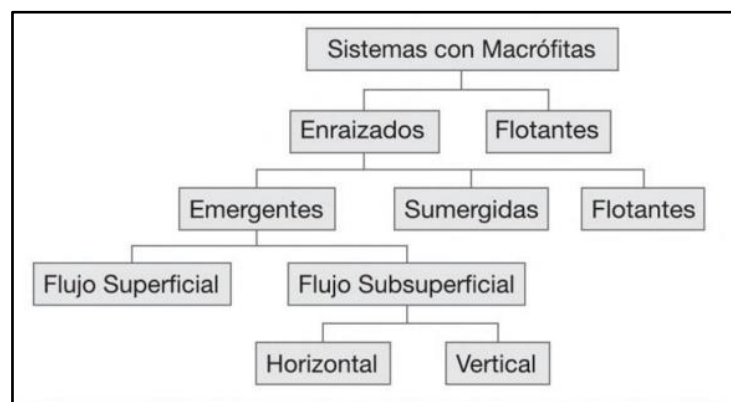 Sistemas con Macrófitas
Enraizados
Flotantes
Emergentes
Sumergidas
Flotantes
Flujo Superficial
Flujo Subsuperficial
Horizontal
Vertical